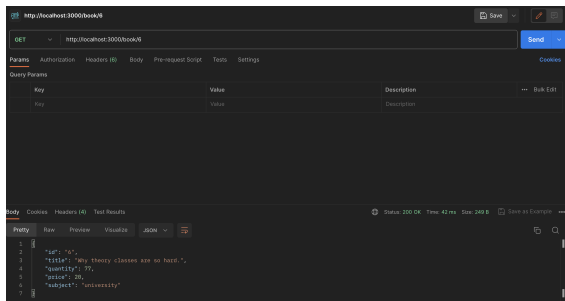 http://localhost:3000/book/6
Save
GET http://localhost:3000/book/6 Send
Params Authorization Headers (6) Body Pre-request Script Tests Settings Cookies
Query Params
Key Value Description Bulk Edit
Key Value Description
Body Cookies Headers (4) Test Results Status: 200 OK Time: 42 ms Size: 248 B Save as Example
Pretty Raw Preview Visualize JSON
1 {
2 "id": "6",
3 "title": "Why theory classes are so hard.",
4 "quantity": 77,
5 "price": 20,
6 "subject": "university"
7 }